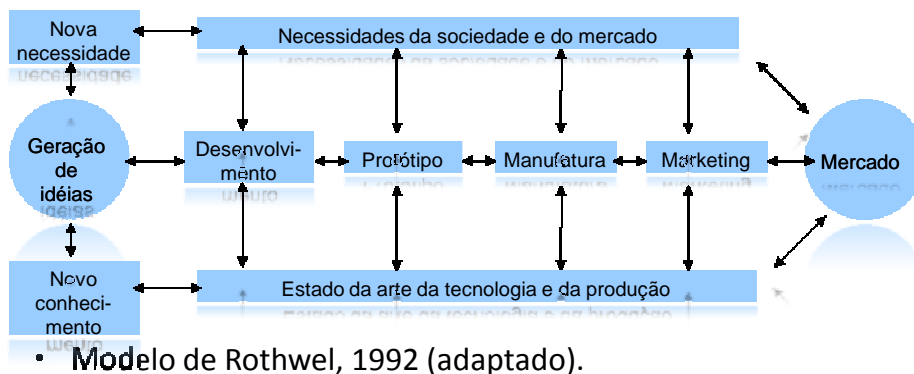 Nova
necessidade
Necessidades da sociedade e do mercado
Geração
de
idéias
Desenvolvi-
mento
Protótipo
Manufatura
Marketing
Mercado
Novo
conheci-
mento
Estado da arte da tecnologia e da produção
• Modelo de Rothwel, 1992 (adaptado).